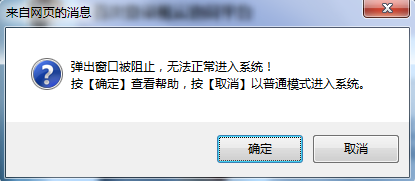 来自网页的消息
弹出窗口被阻止，无法正常进入系统！
按【确定】查看帮助，按【取消】以普通模式进入系统。
确定
取消